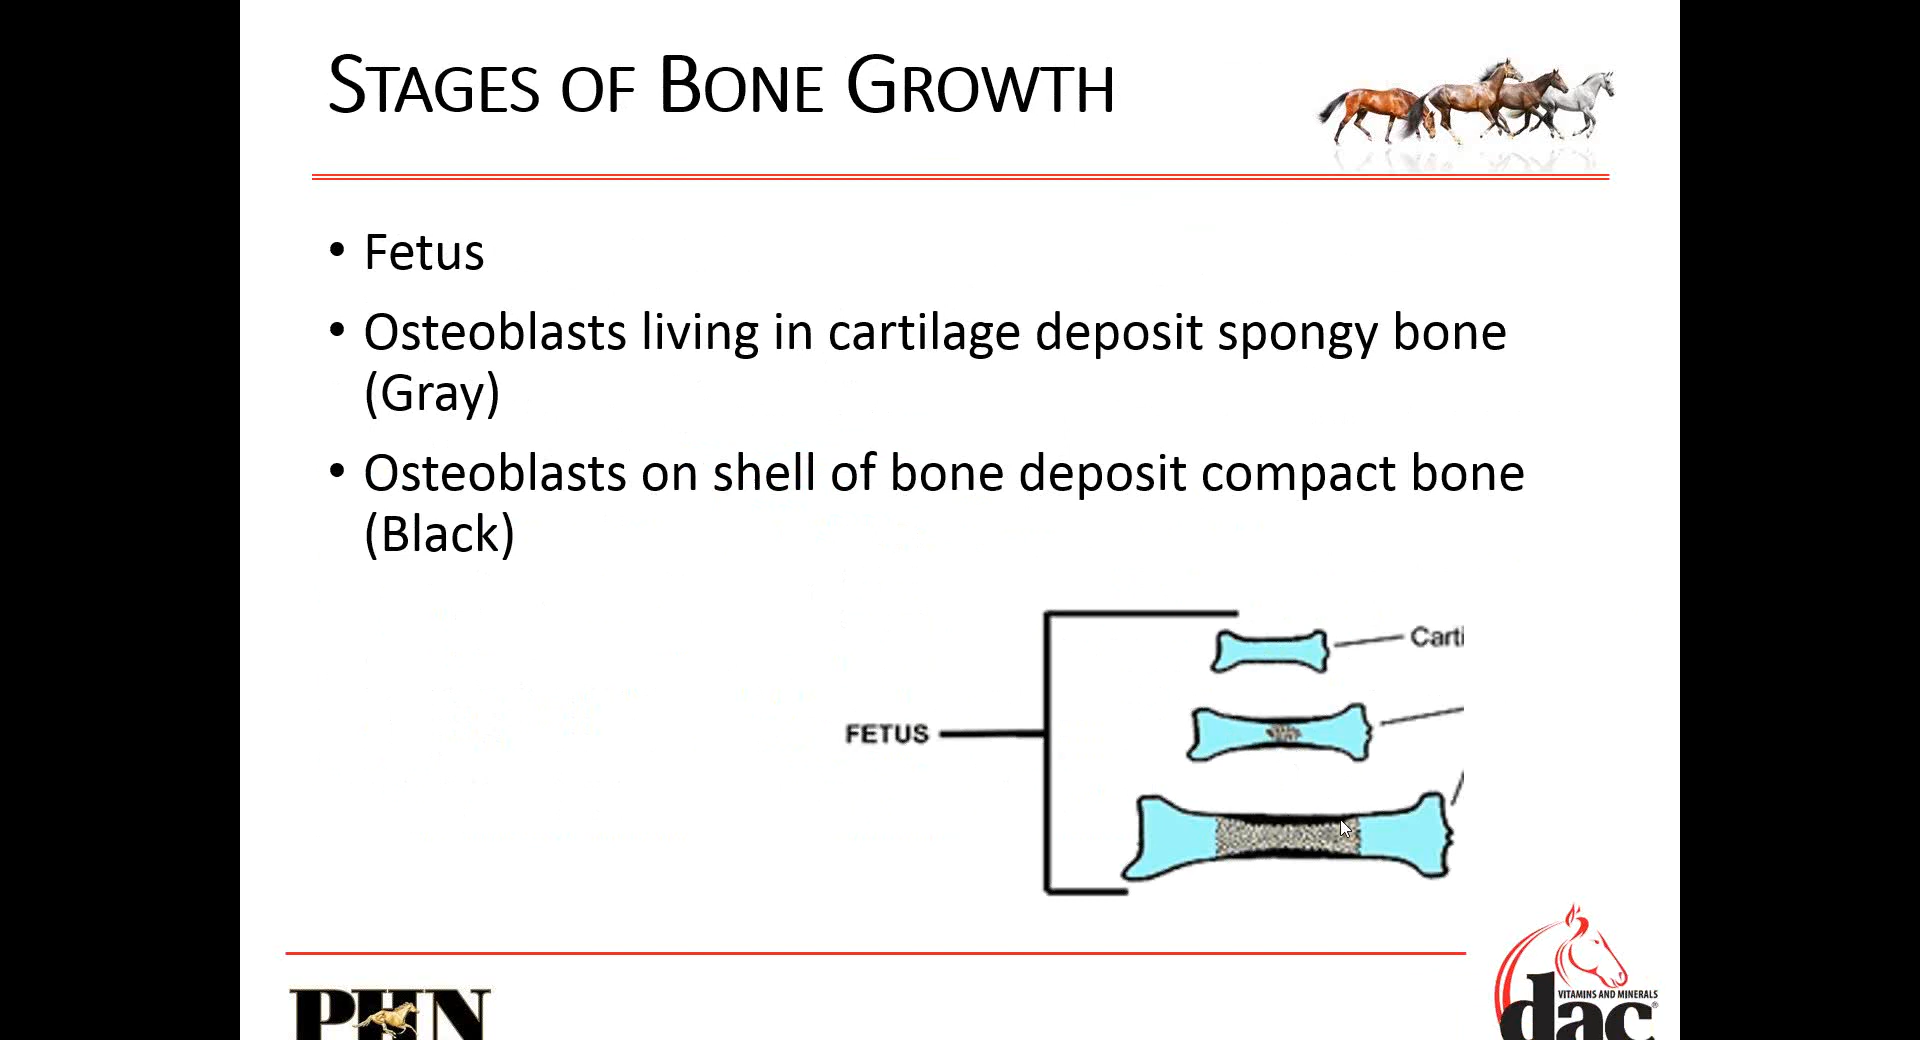 STAGES OF BONE GROWTH
• Fetus
• Osteoblasts living in cartilage deposit spongy bone
(Gray)
• Osteoblasts on shell of bone deposit compact bone
(Black)
Carti
FETUS
VITAMINS AND MINERALS
PHN
dac